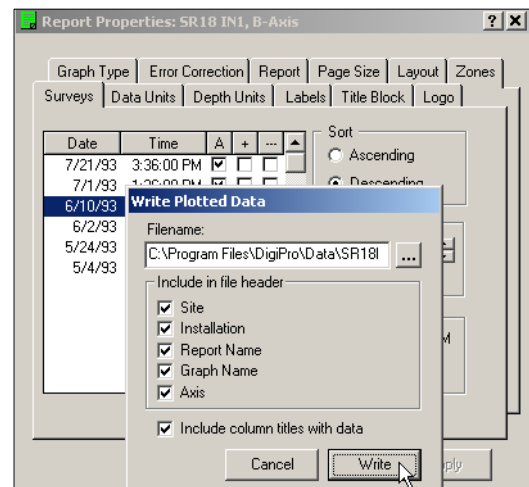 Report Properties: SR18 IN1, B-Axis
Graph Type Error Correction Report Page Size Layout Zones
Surveys Data Units Depth Units Labels Title Block Logo
Date Time A + --- Sort
7/21/93 3:36:00 PM Ascending
7/1/93 1:36:00 PM Descending
6/10/93
6/2/93
5/24/93
5/4/93
Write Plotted Data
Filename:
C:\Program Files\DigiPro\Data\SR18I ...
Include in file header
Site
Installation
Report Name
Graph Name
Axis
Include column titles with data
Cancel Write